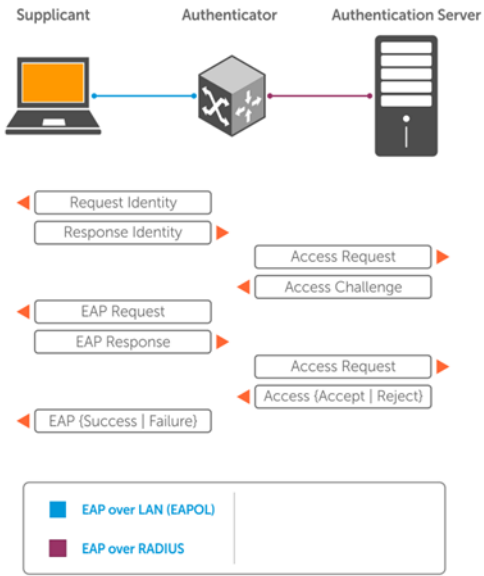 Supplicant
Authenticator
Authentication Server
Request Identity
Response Identity
Access Request
Access Challenge
EAP Request
EAP Response
Access Request
Access {Accept | Reject}
EAP {Success | Failure}
EAP over LAN (EAPOL)
EAP over RADIUS